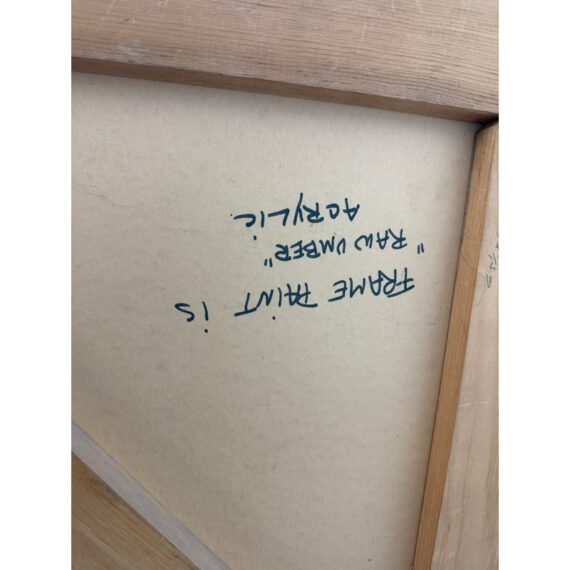 FRAME PAINT is
"RAW UMBER"
ACRYLIC.